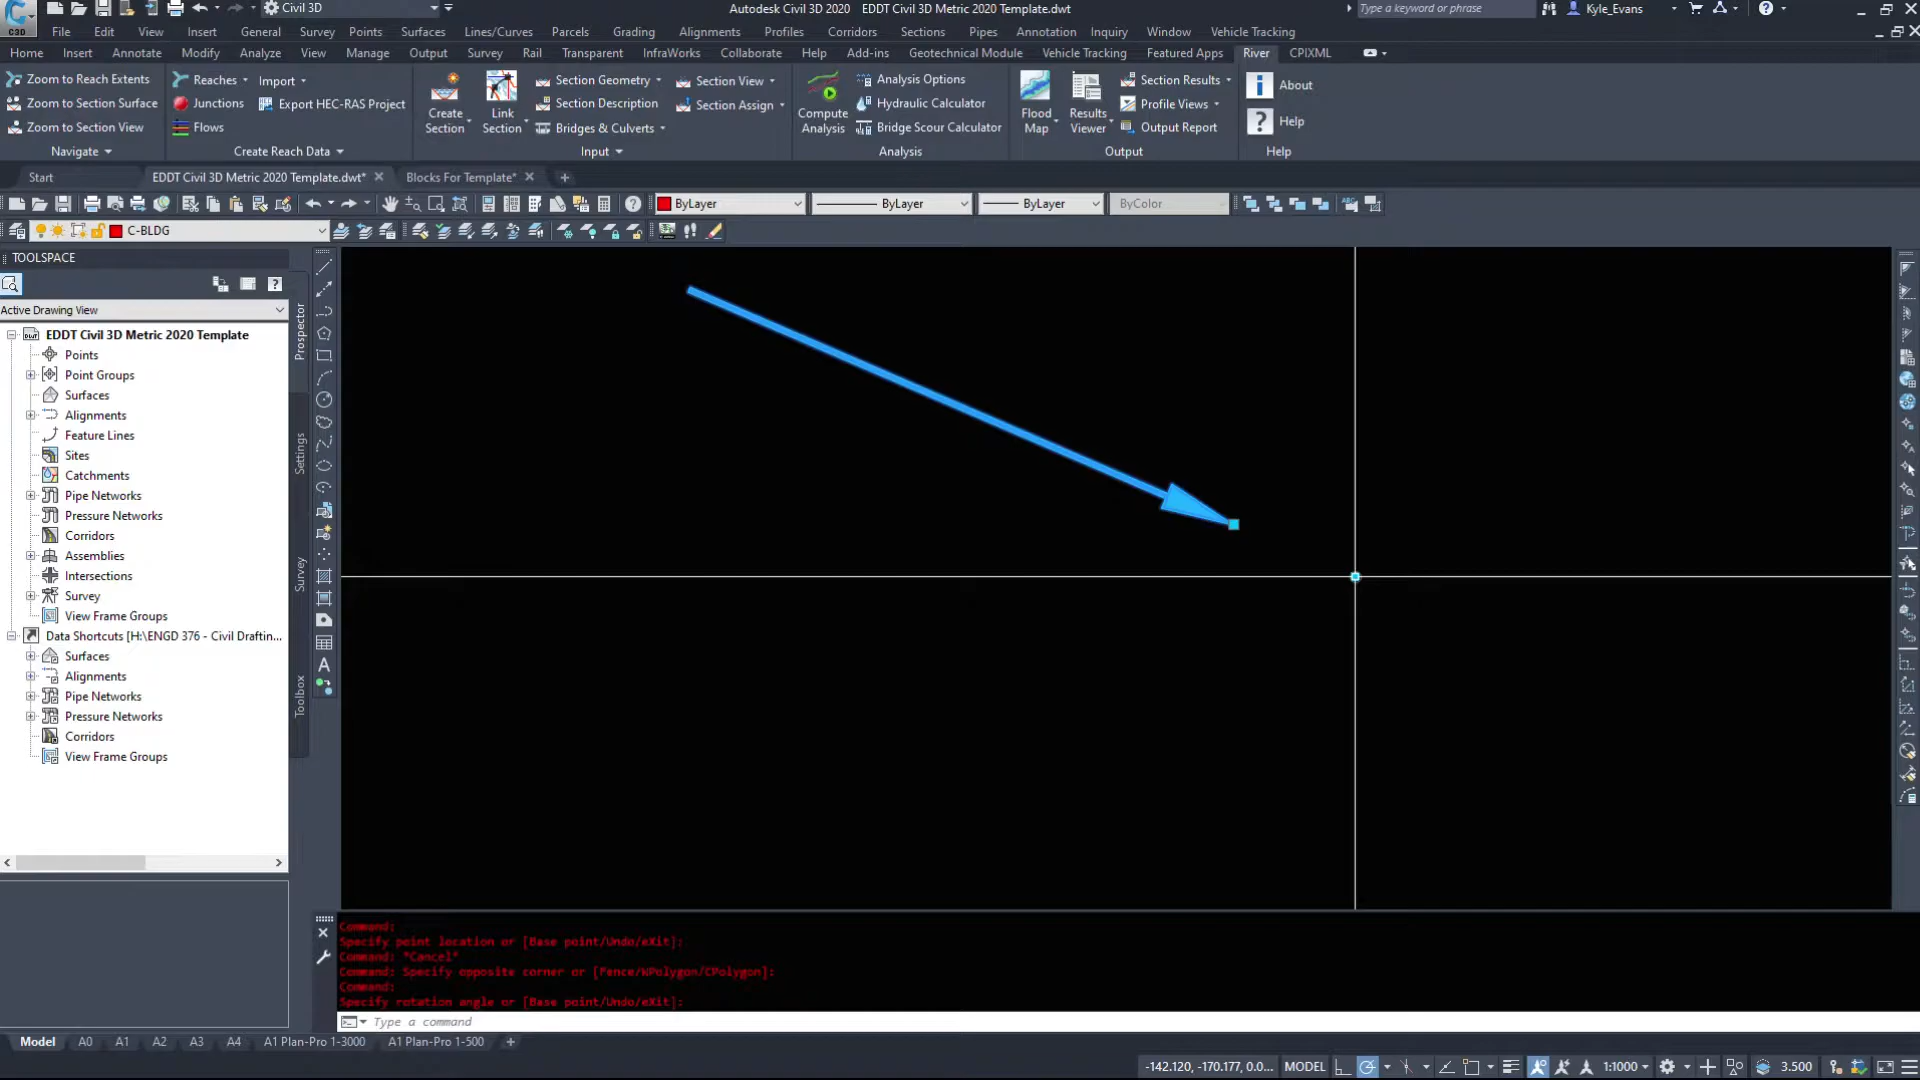 Civil 3D
Autodesk Civil 3D 2020 EDDT Civil 3D Metric 2020 Template.dwt
Type a keyword or phrase
Kyle_Evans
C3D File Edit View Insert General Survey Points Surfaces Lines/Curves Parcels Grading Alignments Profiles Corridors Sections Pipes Annotation Inquiry Window Vehicle Tracking
Home Insert Annotate Modify Analyze View Manage Output Survey Rail Transparent InfraWorks Collaborate Help Add-ins Geotechnical Module Vehicle Tracking Featured Apps River CPIXML
Zoom to Reach Extents Reaches Import Section Geometry Section View Analysis Options Section Results About
Zoom to Section Surface Junctions Export HEC-RAS Project Create Section Link Section Section Description Section Assign Compute Analysis Hydraulic Calculator Flood Map Results Viewer Profile Views
Zoom to Section View Flows Bridges & Culverts Bridge Scour Calculator Output Report Help
Navigate Create Reach Data Input Analysis Output Help
Start EDDT Civil 3D Metric 2020 Template.dwt* Blocks For Template*
ByLayer ByLayer ByLayer ByColor
C-BLDG
TOOLSPACE
Active Drawing View
EDDT Civil 3D Metric 2020 Template
Points
Point Groups
Surfaces
Alignments
Feature Lines
Sites
Catchments
Pipe Networks
Pressure Networks
Corridors
Assemblies
Intersections
Survey
View Frame Groups
Data Shortcuts [H:\ENGD 376 - Civil Draftin...
Surfaces
Alignments
Pipe Networks
Pressure Networks
Corridors
View Frame Groups
Prospector
Settings
Survey
Toolbox
Command:
Specify point location or [Base point/Undo/eXit]:
Command: *Cancel*
Command: Specify opposite corner or [Fence/WPolygon/CPolygon]:
Command:
Specify rotation angle or [Base point/Undo/eXit]:
Type a command
Model A0 A1 A2 A3 A4 A1 Plan-Pro 1-3000 A1 Plan-Pro 1-500
-142.120, -170.177, 0.0... MODEL 1:1000 3.500